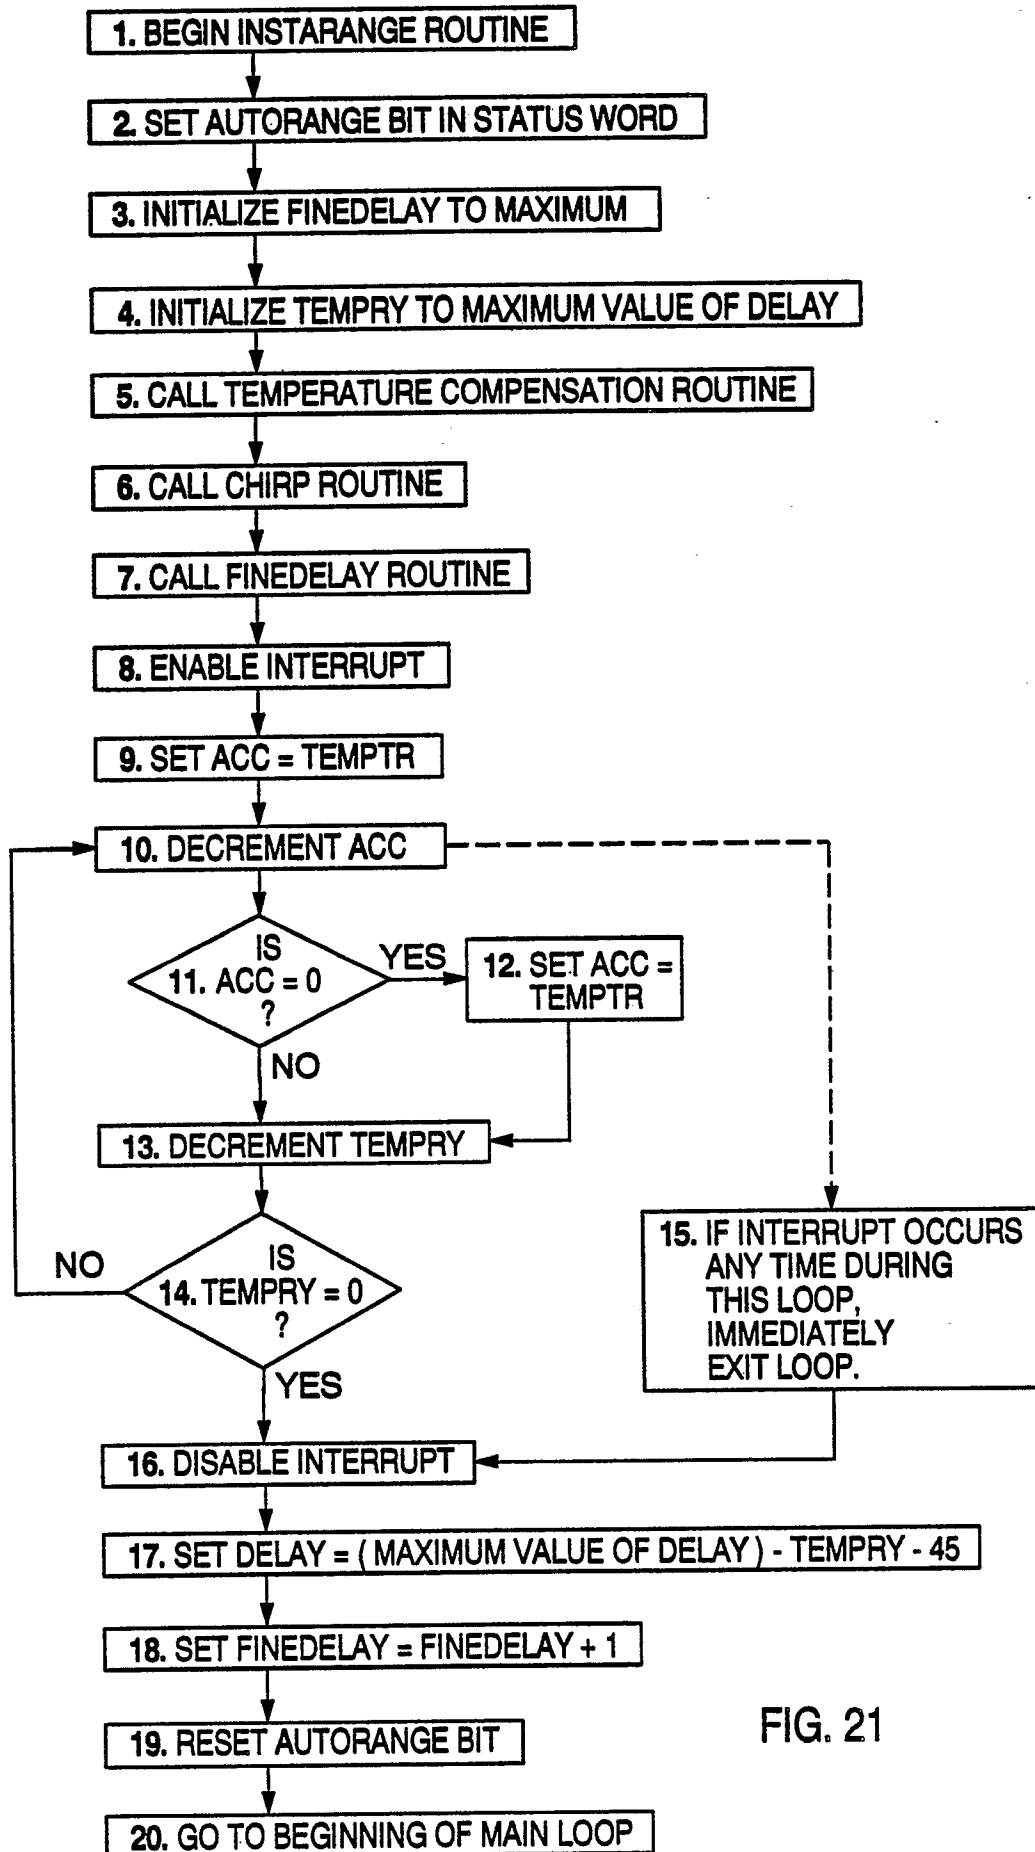 1. BEGIN INSTARANGE ROUTINE
2. SET AUTORANGE BIT IN STATUS WORD
3. INITIALIZE FINEDELAY TO MAXIMUM
4. INITIALIZE TEMPRY TO MAXIMUM VALUE OF DELAY
5. CALL TEMPERATURE COMPENSATION ROUTINE
6. CALL CHIRP ROUTINE
7. CALL FINEDELAY ROUTINE
8. ENABLE INTERRUPT
9. SET ACC = TEMPTR
10. DECREMENT ACC
IS
11. ACC = 0
?
YES
12. SET ACC =
TEMPTR
NO
13. DECREMENT TEMPRY
IS
14. TEMPRY = 0
?
NO
YES
15. IF INTERRUPT OCCURS
ANY TIME DURING
THIS LOOP,
IMMEDIATELY
EXIT LOOP.
16. DISABLE INTERRUPT
17. SET DELAY = ( MAXIMUM VALUE OF DELAY ) - TEMPRY - 45
18. SET FINEDELAY = FINEDELAY + 1
19. RESET AUTORANGE BIT
20. GO TO BEGINNING OF MAIN LOOP
FIG. 21